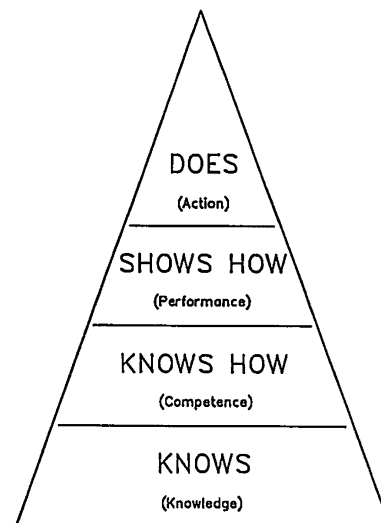 DOES
(Action)
SHOWS HOW
(Performance)
KNOWS HOW
(Competence)
KNOWS
(Knowledge)